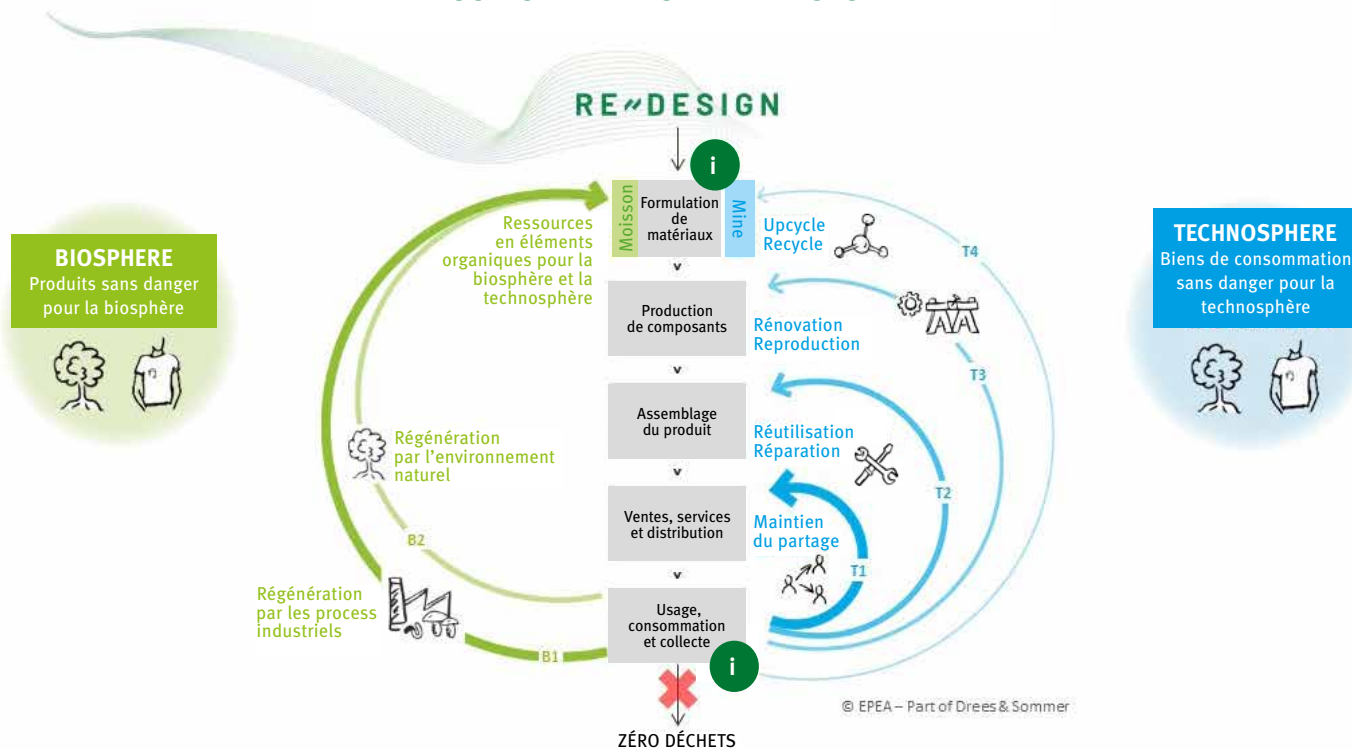 RE//DESIGN
i
Moisson
Formulation
de
matériaux
Mine
Ressources
en éléments
organiques pour la
biosphère et la
technosphère
Upcycle
Recycle
T4
BIOSPHERE
Produits sans danger
pour la biosphère
TECHNOSPHERE
Biens de consommation
sans danger pour la
technosphère
Production
de composants
Rénovation
Reproduction
T3
Assemblage
du produit
Réutilisation
Réparation
Régénération
par l'environnement
naturel
T2
Ventes, services
et distribution
Maintien
du partage
B2
T1
Régénération
par les process
industriels
Usage,
consommation
et collecte
B1
i
© EPEA – Part of Drees & Sommer
ZÉRO DÉCHETS